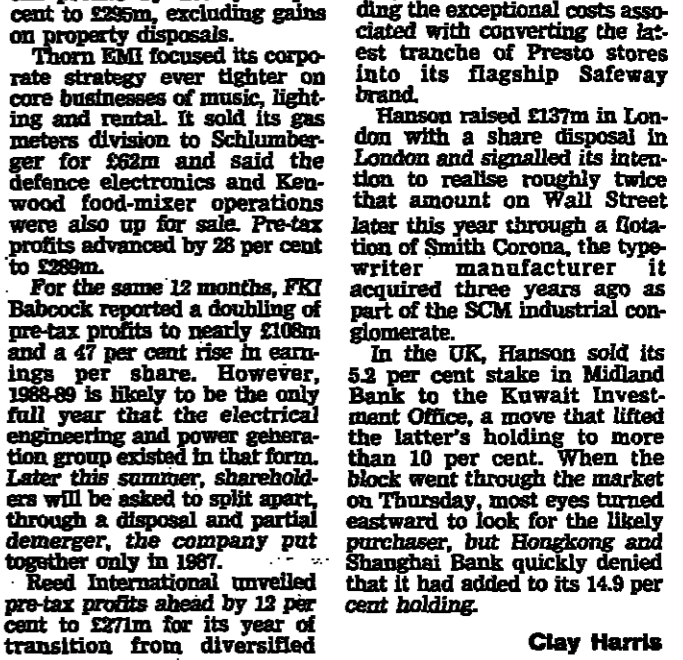 cent to £295m, excluding gains
on property disposals.
Thorn EMI focused its corpo-
rate strategy ever tighter on
core businesses of music, light-
ing and rental. It sold its gas
meters division to Schlumber-
ger for £62m and said the
defence electronics and Ken-
wood food-mixer operations
were also up for sale. Pre-tax
profits advanced by 28 per cent
to £289m.
For the same 12 months, FKI
Babcock reported a doubling of
pre-tax profits to nearly £108m
and a 47 per cent rise in earn-
ings per share. However,
1988-89 is likely to be the only
full year that the electrical
engineering and power genera-
tion group existed in that form.
Later this summer, sharehold-
ers will be asked to split apart,
through a disposal and partial
demerger, the company put
together only in 1987.
Reed International unveiled
pre-tax profits ahead by 12 per
cent to £271m for its year of
transition from diversified
ding the exceptional costs asso-
ciated with converting the lat-
est tranche of Presto stores
into its flagship Safeway
brand.
Hanson raised £137m in Lon-
don with a share disposal in
London and signalled its inten-
tion to realise roughly twice
that amount on Wall Street
later this year through a flota-
tion of Smith Corona, the type-
writer manufacturer it
acquired three years ago as
part of the SCM industrial con-
glomerate.
In the UK, Hanson sold its
5.2 per cent stake in Midland
Bank to the Kuwait Invest-
ment Office, a move that lifted
the latter's holding to more
than 10 per cent. When the
block went through the market
on Thursday, most eyes turned
eastward to look for the likely
purchaser, but Hongkong and
Shanghai Bank quickly denied
that it had added to its 14.9 per
cent holding.
Clay Harris